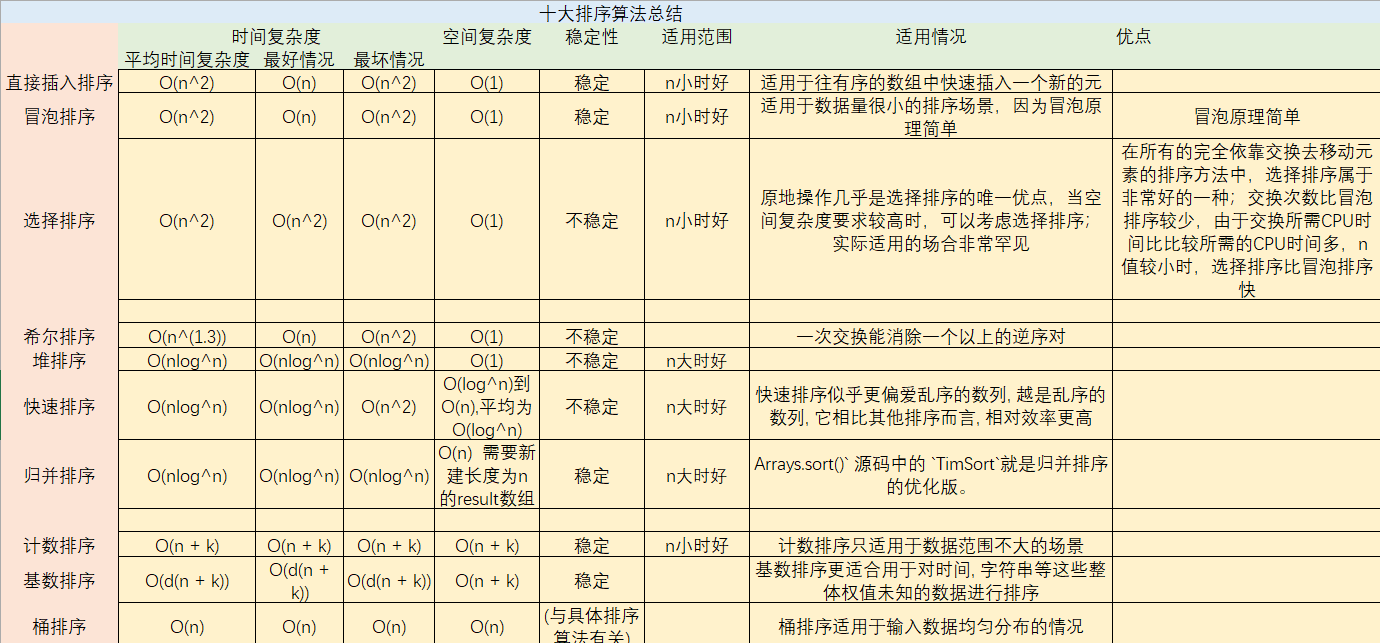 十大排序算法总结
时间复杂度 空间复杂度 稳定性 适用范围 适用情况 优点
平均时间复杂度 最好情况 最坏情况
直接插入排序 O(n^2) O(n) O(n^2) O(1) 稳定 n小时好 适用于往有序的数组中快速插入一个新的元
冒泡排序 O(n^2) O(n) O(n^2) O(1) 稳定 n小时好 适用于数据量很小的排序场景，因为冒泡原
理简单
冒泡原理简单
选择排序 O(n^2) O(n^2) O(n^2) O(1) 不稳定 n小时好
原地操作几乎是选择排序的唯一优点，当空
间复杂度要求较高时，可以考虑选择排序；
实际适用的场合非常罕见
在所有的完全依靠交换去移动元
素的排序方法中，选择排序属于
非常好的一种；交换次数比冒泡
排序较少，由于交换所需CPU时
间比比较所需的CPU时间多，n
值较小时，选择排序比冒泡排序
快
希尔排序 O(n^(1.3)) O(n) O(n^2) O(1) 不稳定 一次交换能消除一个以上的逆序对
堆排序 O(nlog^n) O(nlog^n) O(nlog^n) O(1) 不稳定 n大时好
快速排序 O(nlog^n) O(nlog^n) O(n^2)
O(log^n)到
O(n),平均为
O(log^n)
不稳定 n大时好
快速排序似乎更偏爱乱序的数列, 越是乱序的
数列, 它相比其他排序而言, 相对效率更高
归并排序 O(nlog^n) O(nlog^n) O(nlog^n)
O(n) 需要新
建长度为n
的result数组
稳定 n大时好
Arrays.sort()` 源码中的 `TimSort`就是归并排序
的优化版。
计数排序 O(n + k) O(n + k) O(n + k) O(n + k) 稳定 n小时好 计数排序只适用于数据范围不大的场景
基数排序 O(d(n + k))
O(d(n +
k))
O(d(n + k)) O(n + k) 稳定
基数排序更适合用于对时间, 字符串等这些整
体权值未知的数据进行排序
桶排序 O(n) O(n) O(n) O(n)
(与具体排序
算法有关)
桶排序适用于输入数据均匀分布的情况